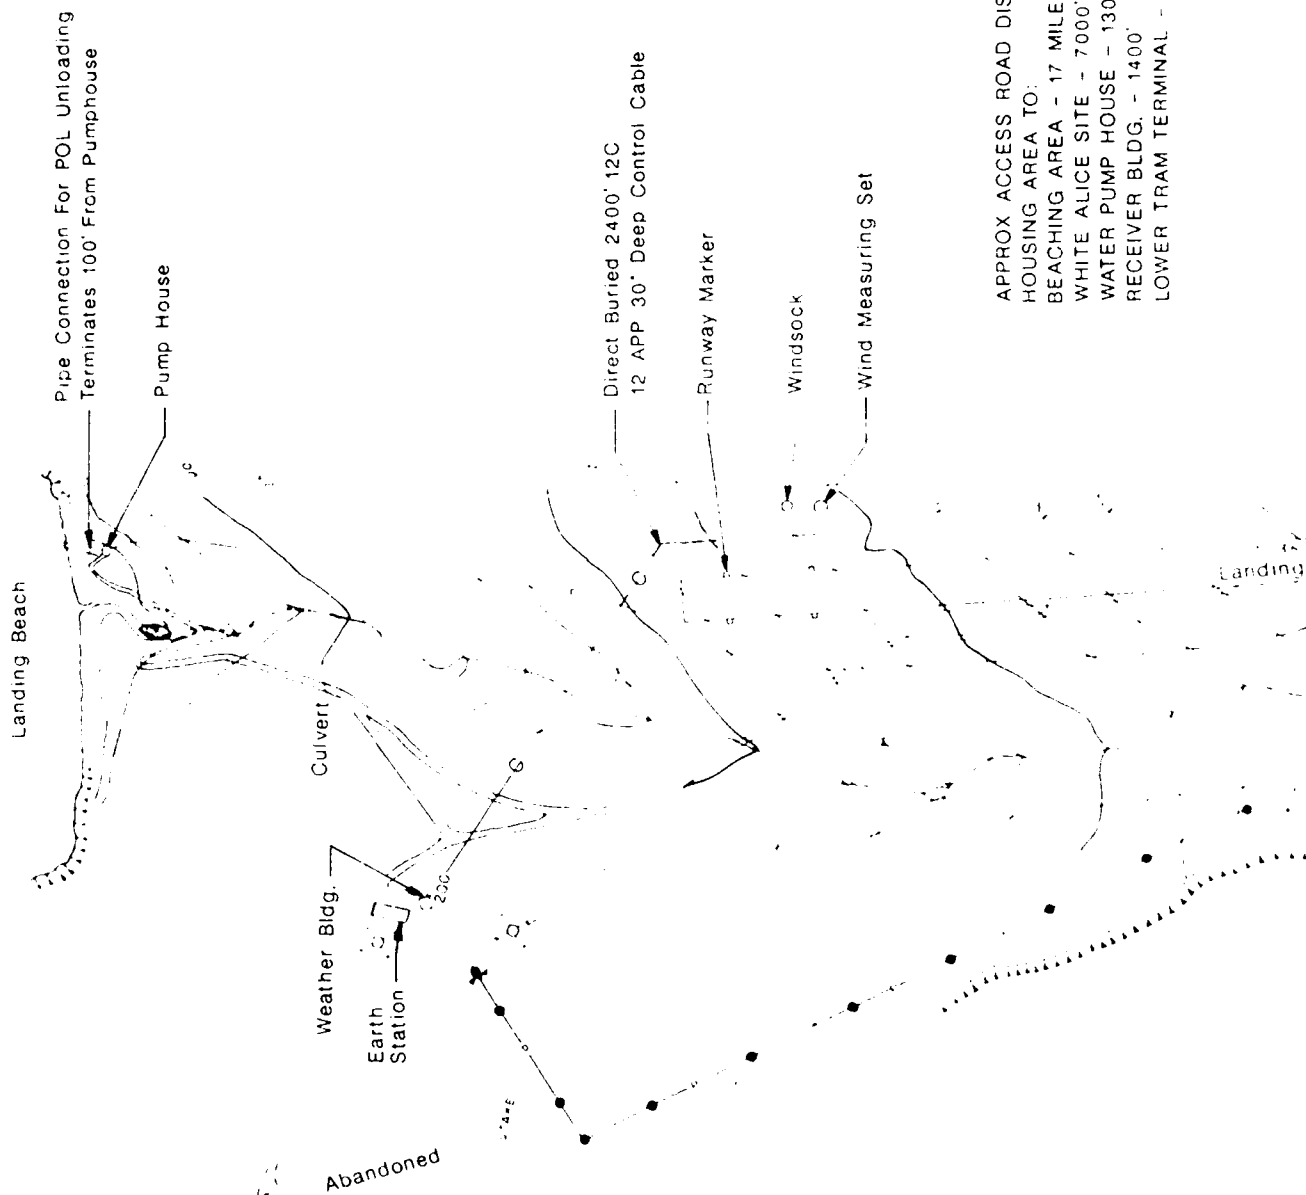 Landing Beach
Pipe Connection For POL Unloading
Terminates 100' From Pumphouse
Pump House
Culvert
Weather Bldg.
Earth
Station
200
Abandoned
Direct Buried 2400' 12C
12 APP 30" Deep Control Cable
Runway Marker
Windsock
Wind Measuring Set
Landing
APPROX ACCESS ROAD DIS
HOUSING AREA TO:
BEACHING AREA - 17 MILE
WHITE ALICE SITE - 7000'
WATER PUMP HOUSE - 130
RECEIVER BLDG. - 1400'
LOWER TRAM TERMINAL -